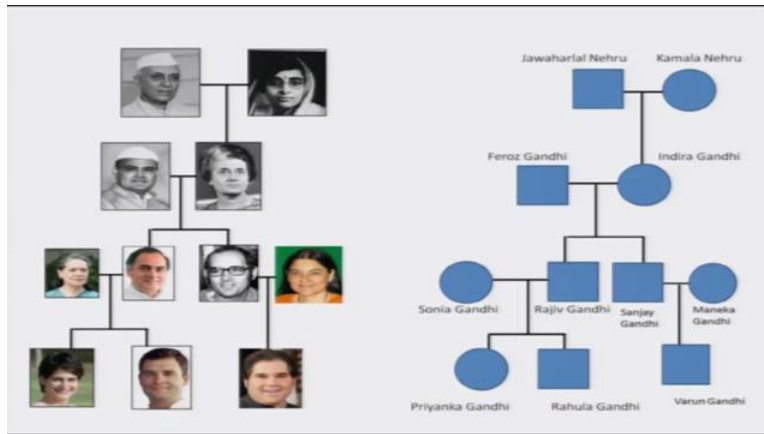 Jawaharlal Nehru
Kamala Nehru
Feroz Gandhi
Indira Gandhi
Sonia Gandhi
Rajiv Gandhi
Sanjay
Gandhi
Maneka
Gandhi
Priyanka Gandhi
Rahula Gandhi
Varun Gandhi